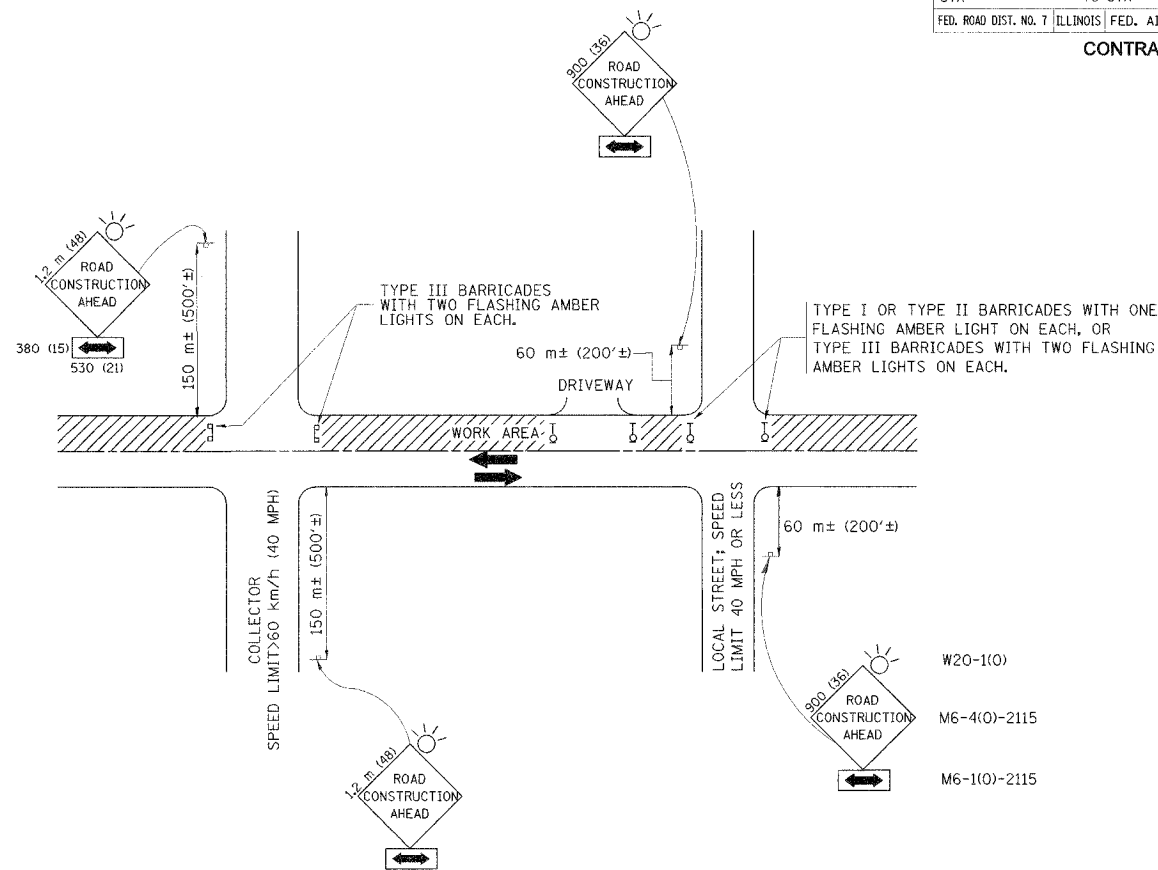 FED. ROAD DIST. NO. 7 ILLINOIS FED. AI
CONTRA
900 (36)
ROAD
CONSTRUCTION
AHEAD
1.2 m (48)
ROAD
CONSTRUCTION
AHEAD
380 (15)
530 (21)
150 m± (500'±)
TYPE III BARRICADES
WITH TWO FLASHING AMBER
LIGHTS ON EACH.
60 m± (200'±)
DRIVEWAY
TYPE I OR TYPE II BARRICADES WITH ONE
FLASHING AMBER LIGHT ON EACH, OR
TYPE III BARRICADES WITH TWO FLASHING
AMBER LIGHTS ON EACH.
WORK AREA
COLLECTOR
SPEED LIMIT>60 km/h (40 MPH)
150 m± (500'±)
LOCAL STREET; SPEED
LIMIT 40 MPH OR LESS
60 m± (200'±)
1.2 m (48)
ROAD
CONSTRUCTION
AHEAD
900 (36)
ROAD
CONSTRUCTION
AHEAD
W20-1(O)
M6-4(O)-2115
M6-1(O)-2115